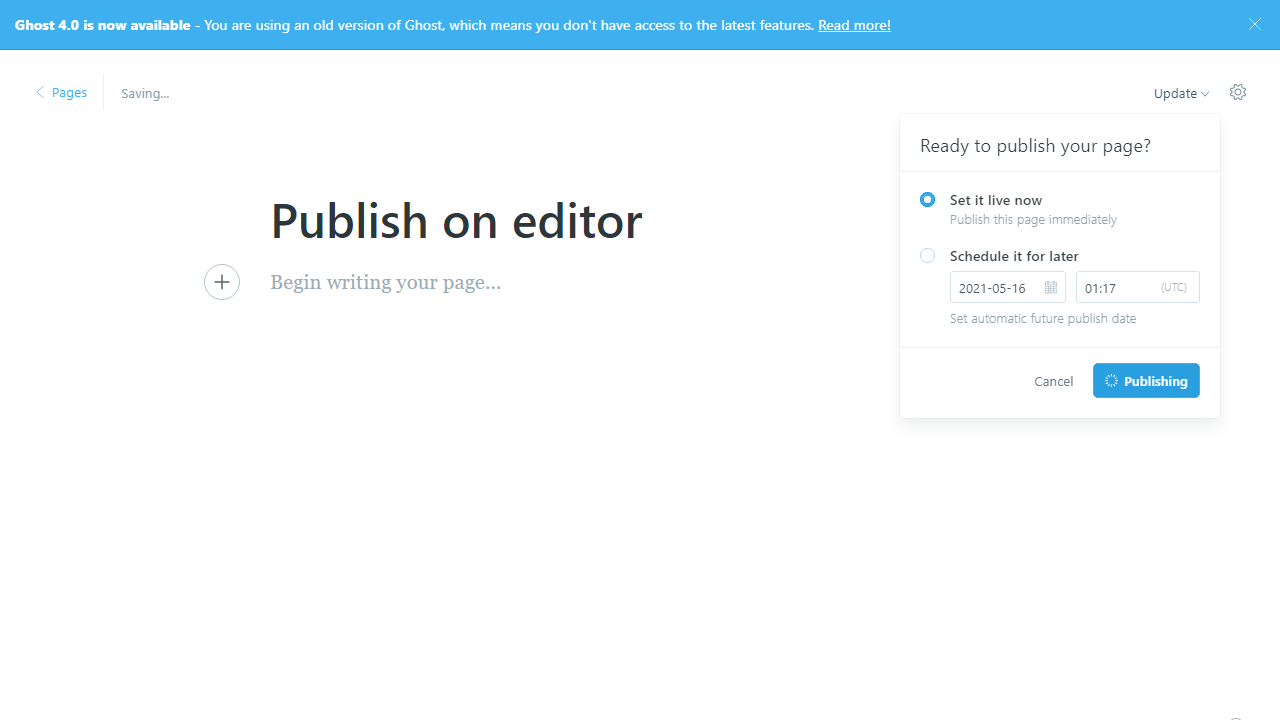 Ghost 4.0 is now available - You are using an old version of Ghost, which means you don't have access to the latest features. Read more!
Pages
Saving...
Update
Ready to publish your page?
Publish on editor
Begin writing your page...
Set it live now
Publish this page immediately
Schedule it for later
2021-05-16
01:17
(UTC)
Set automatic future publish date
Cancel
Publishing